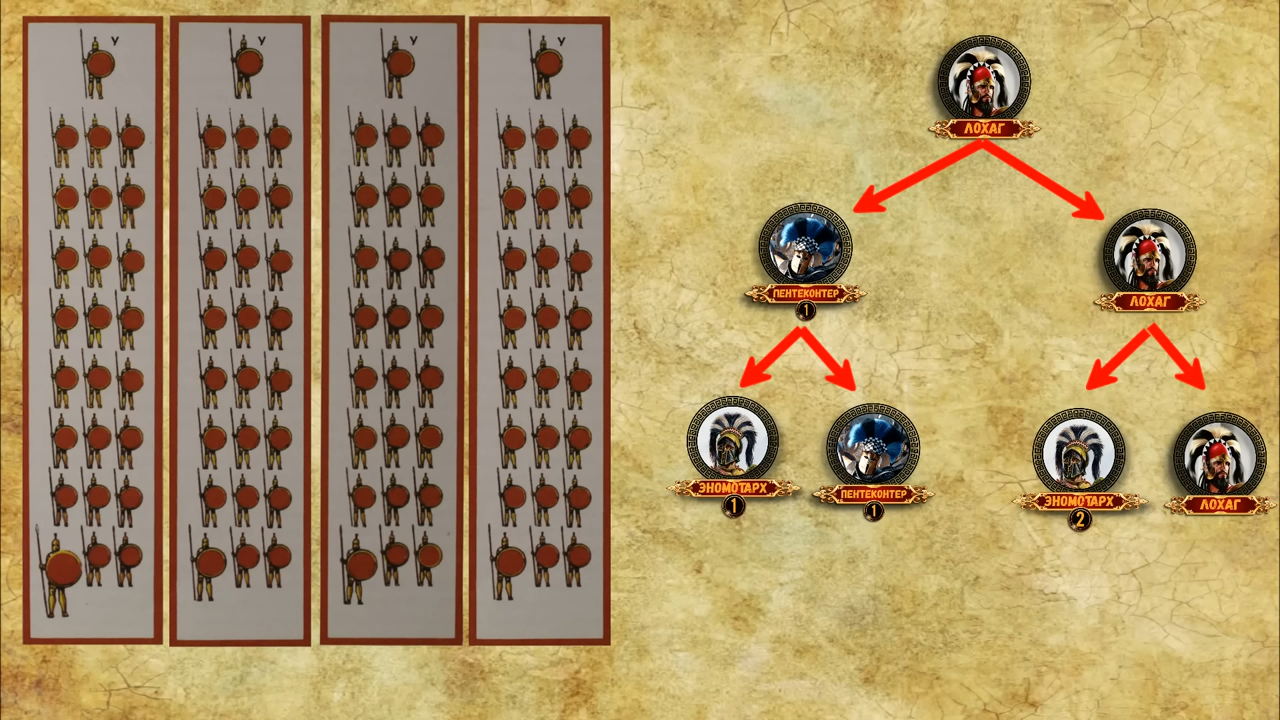 У У У У
ЛОХАГ
ПЕНТЕКОНТЕР
1
ЛОХАГ
ЭНОМОТАРХ
1
ПЕНТЕКОНТЕР
1
ЭНОМОТАРХ
2
ЛОХАГ